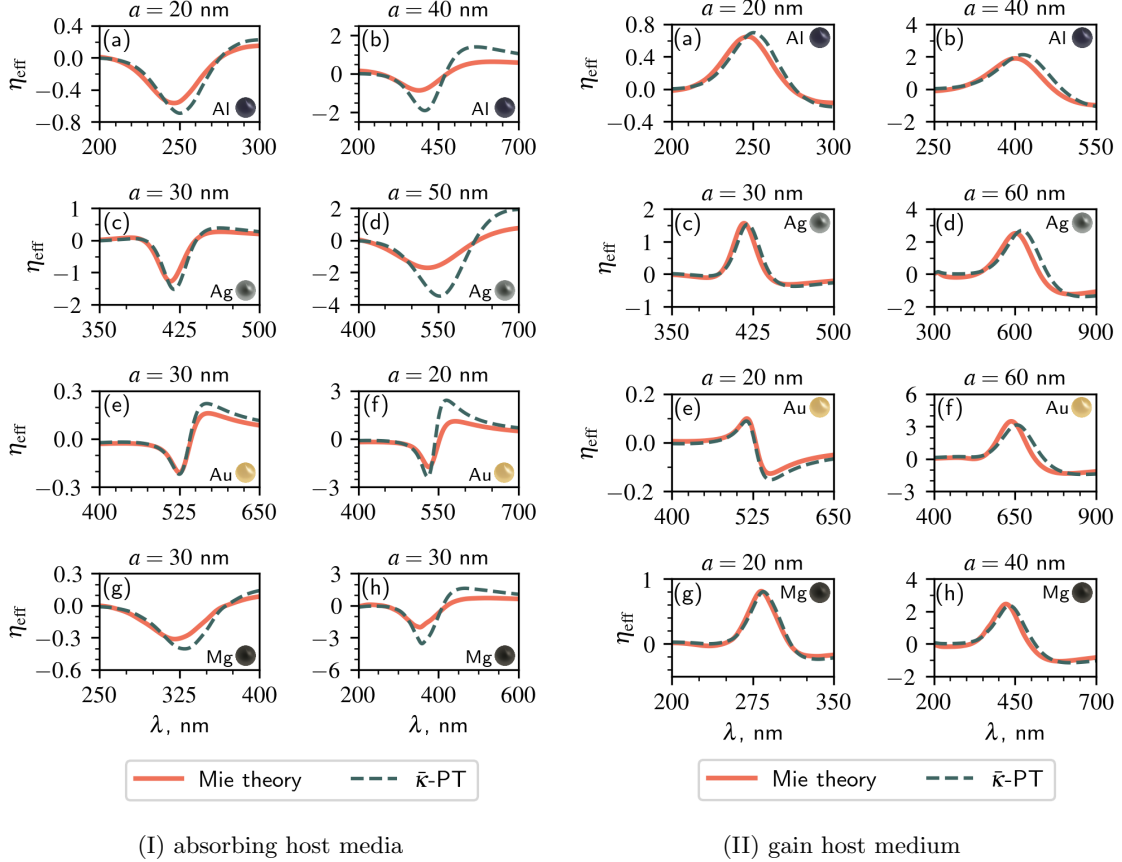 a = 20 nm
a = 40 nm
a = 20 nm
a = 40 nm
(a)
Al
0.4
0.0
−0.4
−0.8
200
250
300
η_eff
(b)
Al
2
0
−2
200
450
700
(a)
Al
0.8
0.4
0.0
−0.4
200
250
300
η_eff
(b)
Al
4
2
0
−2
250
400
550
a = 30 nm
a = 50 nm
a = 30 nm
a = 60 nm
(c)
Ag
1
0
−1
−2
350
425
500
η_eff
(d)
Ag
2
0
−2
−4
400
550
700
(c)
Ag
2
1
0
−1
350
425
500
η_eff
(d)
Ag
4
2
0
−2
300
600
900
a = 30 nm
a = 20 nm
a = 20 nm
a = 60 nm
(e)
Au
0.3
0.0
−0.3
400
525
650
η_eff
(f)
Au
3
0
−3
400
550
700
(e)
Au
0.2
0.0
−0.2
400
525
650
η_eff
(f)
Au
6
3
0
−3
400
650
900
a = 30 nm
a = 30 nm
a = 20 nm
a = 40 nm
(g)
Mg
0.3
0.0
−0.3
−0.6
250
325
400
η_eff
λ, nm
(h)
Mg
3
0
−3
−6
200
400
600
λ, nm
(g)
Mg
1
0
200
275
350
η_eff
λ, nm
(h)
Mg
4
2
0
−2
200
450
700
λ, nm
Mie theory
κ̄-PT
Mie theory
κ̄-PT
(I) absorbing host media
(II) gain host medium